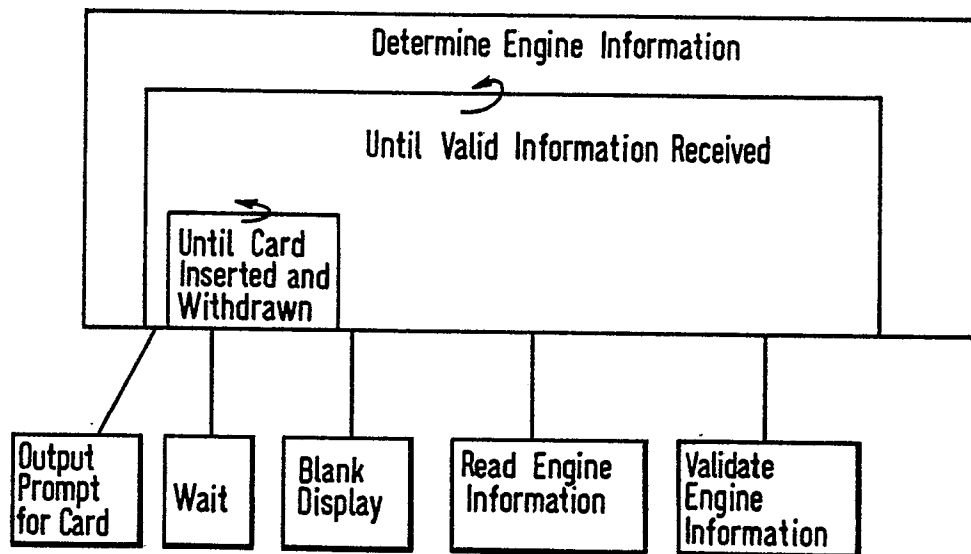 Determine Engine Information
Until Valid Information Received
Until Card
Inserted and
Withdrawn
Output
Prompt
for Card
Wait
Blank
Display
Read Engine
Information
Validate
Engine
Information